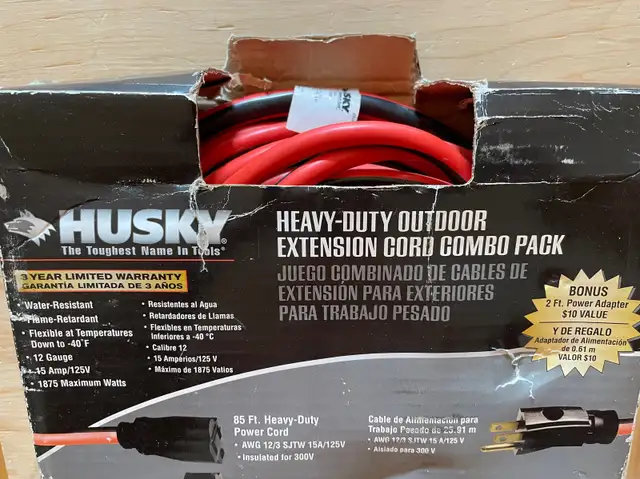 HUSKY
HUSKY®
The Toughest Name In Tools®
3 YEAR LIMITED WARRANTY
GARANTÍA LIMITADA DE 3 AÑOS
Water-Resistant
Flame-Retardant
• Flexible at Temperatures
Down to -40˚F
• 12 Gauge
• 15 Amp/125V
• 1875 Maximum Watts
• Resistentes al Agua
• Retardadores de Llamas
• Flexibles en Temperaturas
Inferiores a -40 °C
• Calibre 12
• 15 Ampérios/125 V
• Máximo de 1875 Vatios
HEAVY-DUTY OUTDOOR
EXTENSION CORD COMBO PACK
JUEGO COMBINADO DE CABLES DE
EXTENSIÓN PARA EXTERIORES
PARA TRABAJO PESADO
BONUS
2 Ft. Power Adapter
$10 VALUE
Y DE REGALO
Adaptador de Alimentación
de 0.61 m
VALOR $10
85 Ft. Heavy-Duty
Power Cord
• AWG 12/3 SJTW 15A/125V
• Insulated for 300V
Cable de Alimentación para
Trabajo Pesado de 25.91 m
• AWG 12/3 SJTW 15 A/125 V
• Aislado para 300 V